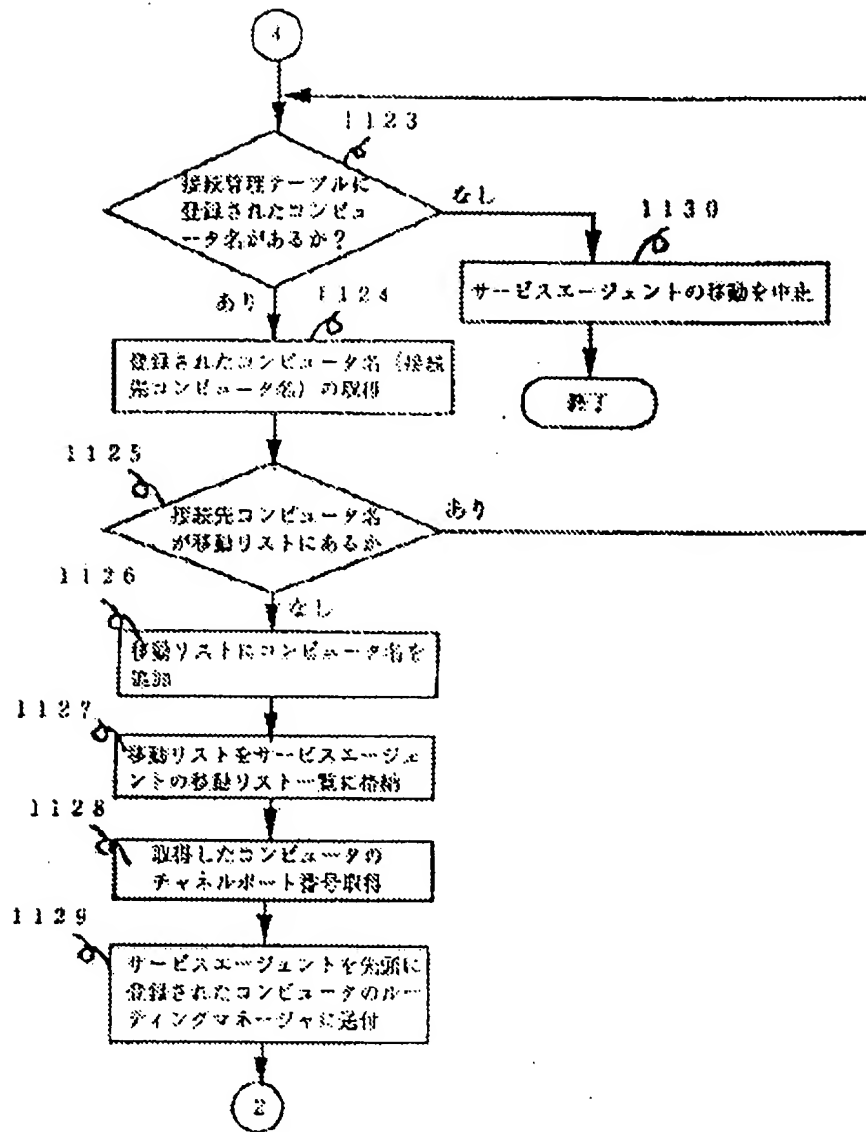 1123
接続管理テーブルに
登録されたコンピュ
ータ名があるか？
なし
1130
サービスエージェントの移動を中止
終了
あり
1124
登録されたコンピュータ名（接続
先コンピュータ名）の取得
1125
接続先コンピュータ名
が移動リストにあるか
あり
なし
1126
移動リストにコンピュータ名を
追加
1127
移動リストをサービスエージェ
ントの移動リスト一覧に格納
1128
取得したコンピュータの
チャネルポート番号取得
1129
サービスエージェントを先頭に
登録されたコンピュータのルー
ティングマネージャに送付
2